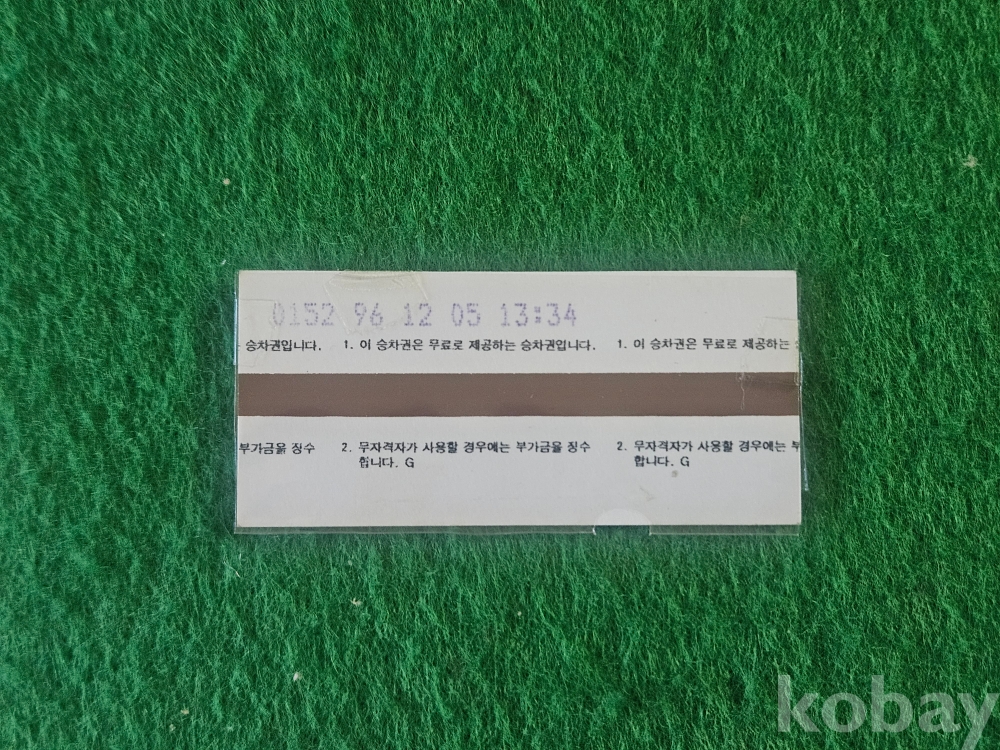 0152 96 12 05 13:34
승차권입니다. 1. 이 승차권은 무료로 제공하는 승차권입니다. 1. 이 승차권은 무료로 제공하는
부가금을 징수 2. 무자격자가 사용할 경우에는 부가금을 징수 2. 무자격자가 사용할 경우에는 부
합니다. G 합니다. G
kobay